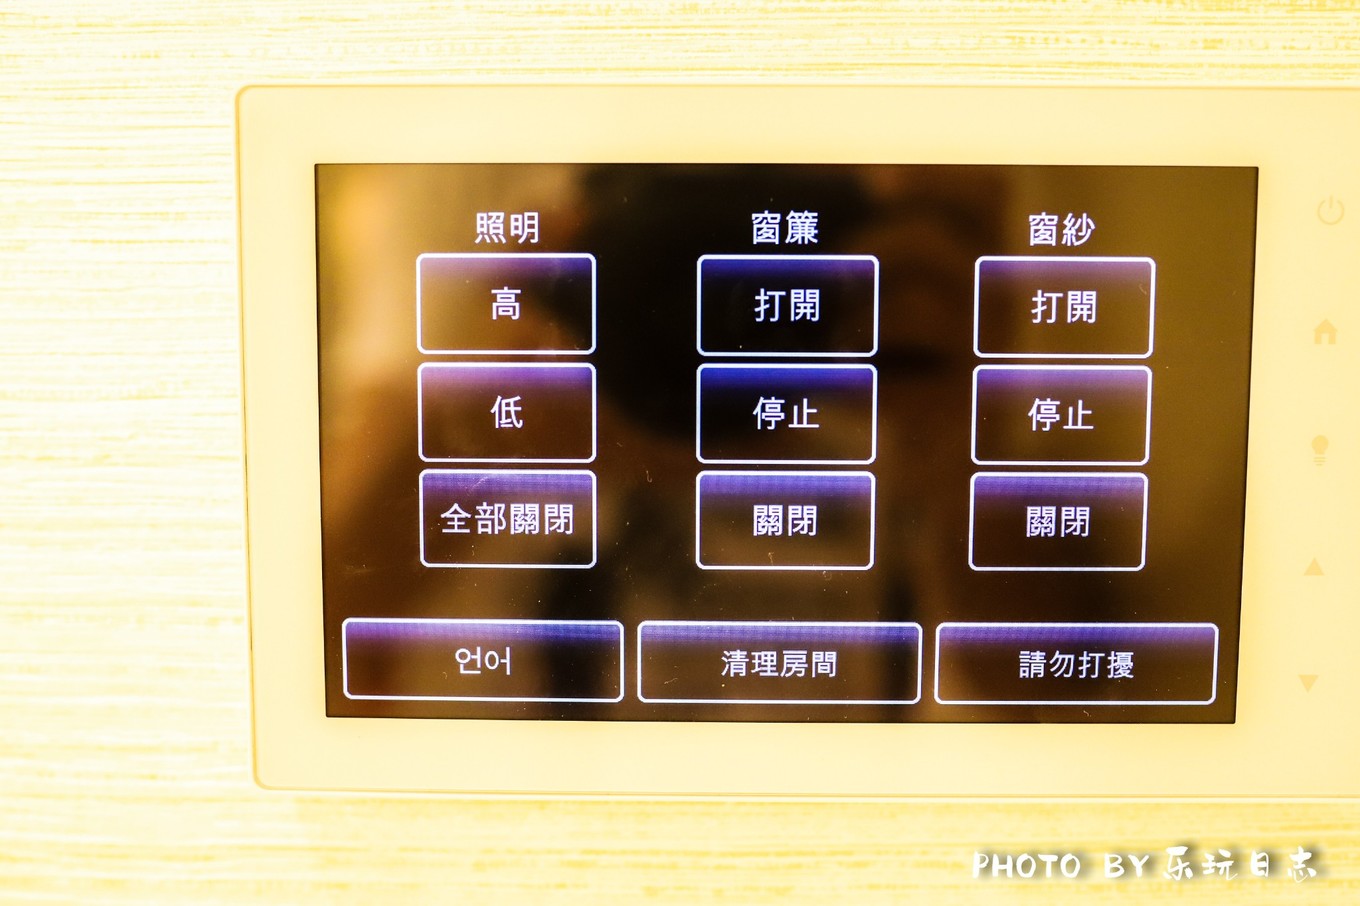 照明 窗簾 窗紗
高 打開 打開
低 停止 停止
全部關閉 關閉 關閉
언어 清理房間 請勿打擾
PHOTO BY 乐玩日志